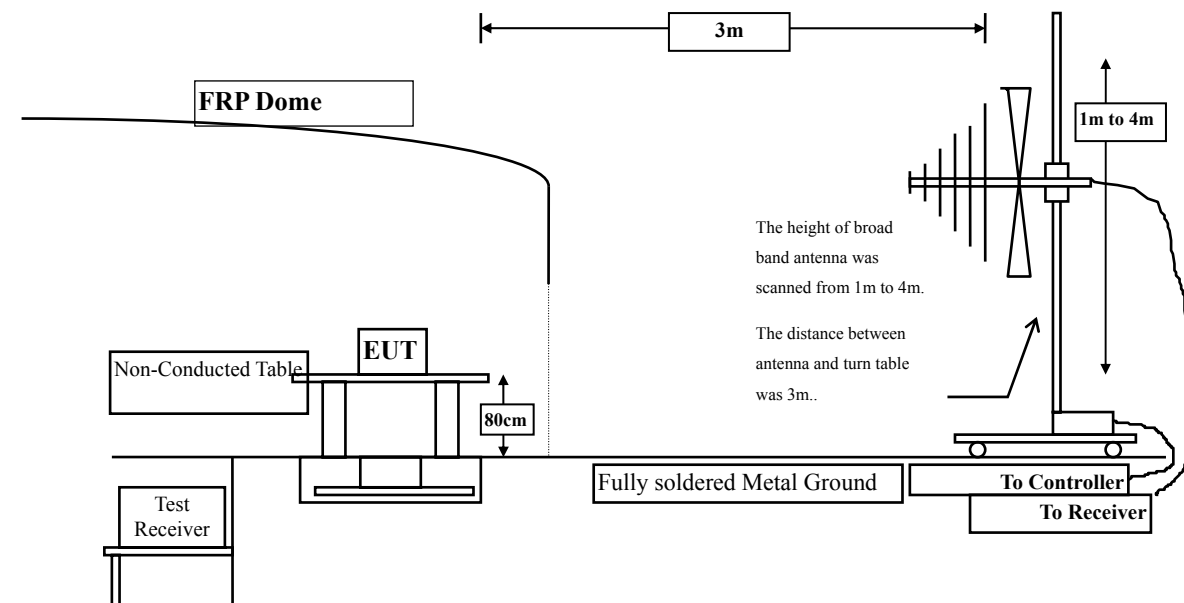 3m
FRP Dome
1m to 4m
The height of broad
band antenna was
scanned from 1m to 4m.
The distance between
antenna and turn table
was 3m..
EUT
Non-Conducted Table
80cm
Fully soldered Metal Ground
To Controller
To Receiver
Test
Receiver